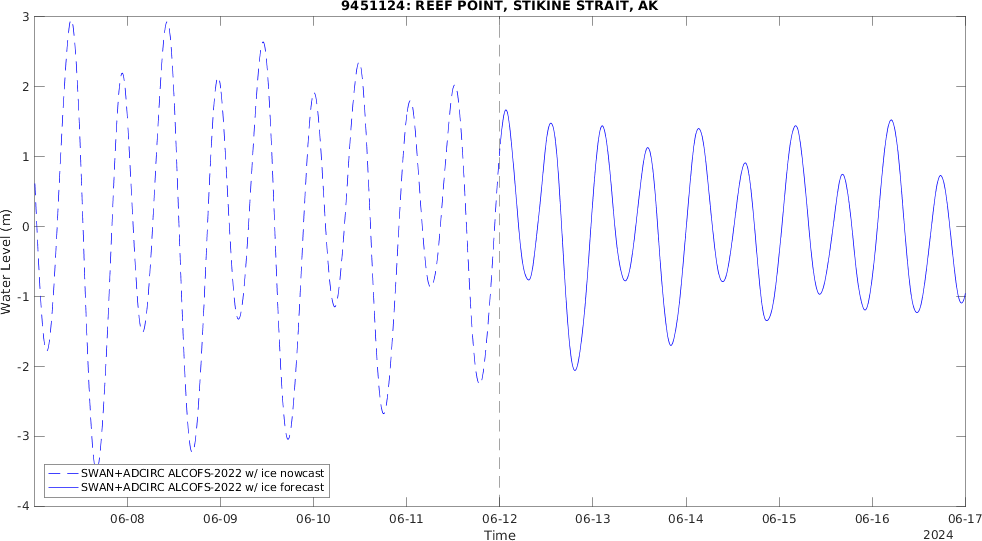 9451124: REEF POINT, STIKINE STRAIT, AK
3
2
1
0
-1
-2
-3
-4
Water Level (m)
SWAN+ADCIRC ALCOFS-2022 w/ ice nowcast
SWAN+ADCIRC ALCOFS-2022 w/ ice forecast
06-08 06-09 06-10 06-11 06-12 06-13 06-14 06-15 06-16 06-17
Time
2024